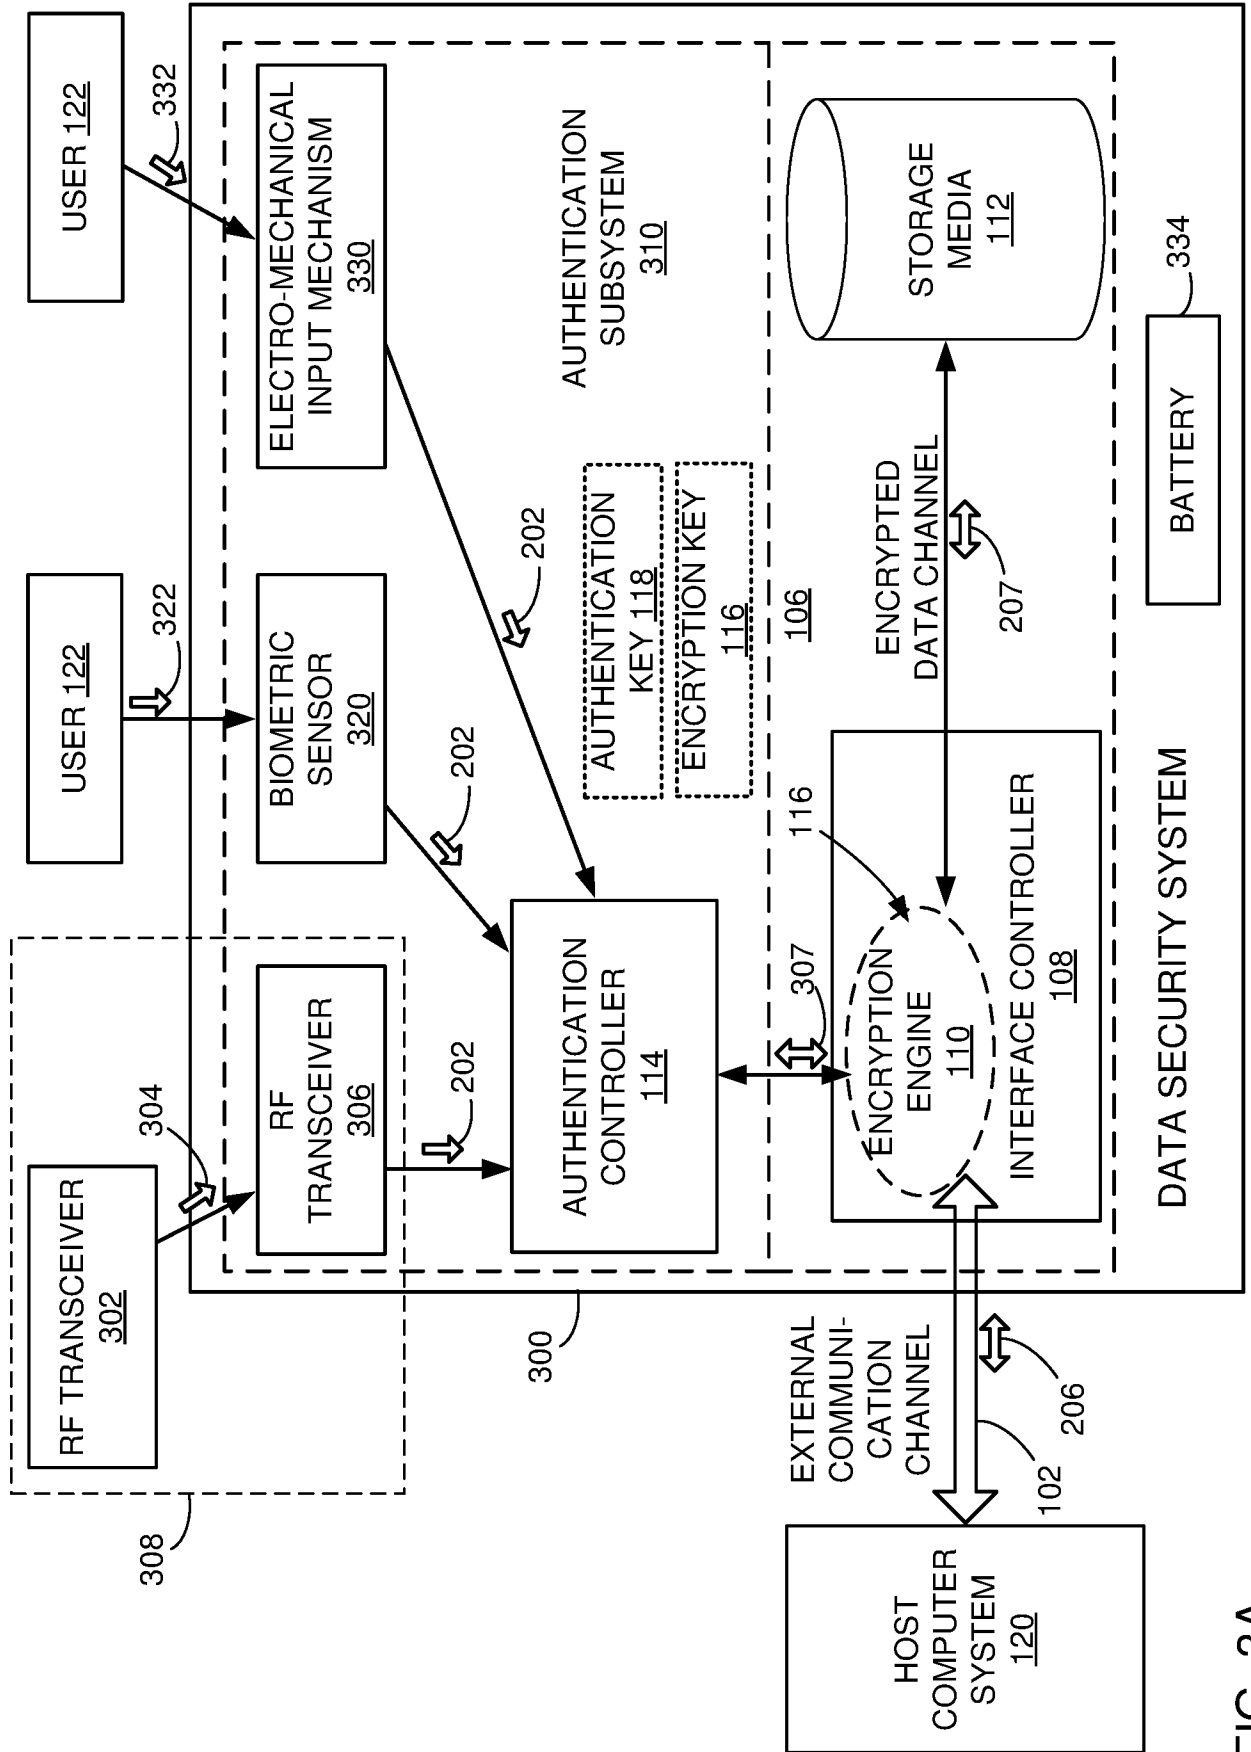 308
RF TRANSCEIVER
302
304
USER 122
322
USER 122
332
RF
TRANSCEIVER
306
BIOMETRIC
SENSOR
320
ELECTRO-MECHANICAL
INPUT MECHANISM
330
202
202
202
300
AUTHENTICATION
CONTROLLER
114
AUTHENTICATION
KEY 118
ENCRYPTION KEY
116
AUTHENTICATION
SUBSYSTEM
310
307
116
106
EXTERNAL
COMMUNI-
CATION
CHANNEL
206
102
HOST
COMPUTER
SYSTEM
120
ENCRYPTION
ENGINE
110
INTERFACE CONTROLLER
108
ENCRYPTED
DATA CHANNEL
207
STORAGE
MEDIA
112
DATA SECURITY SYSTEM
BATTERY
334
FIG. 3A